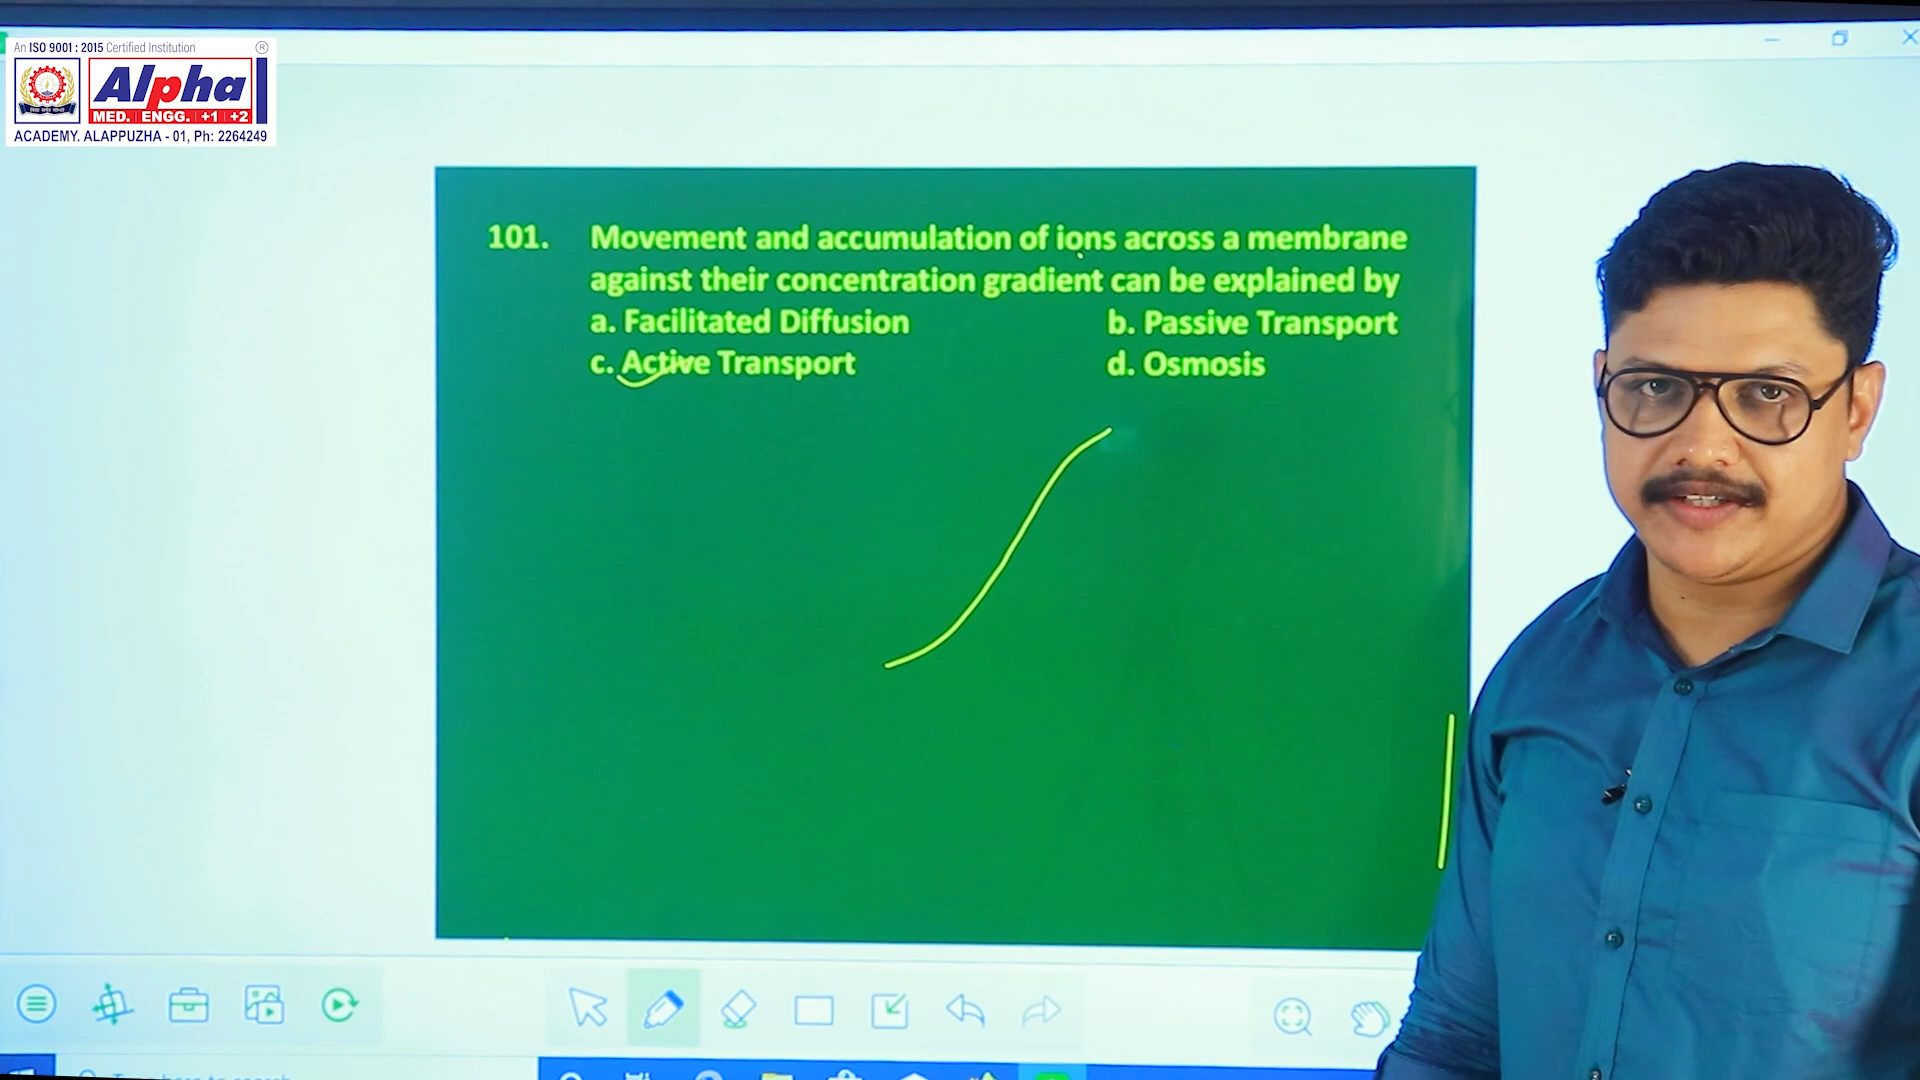 An ISO 9001 : 2015 Certified Institution ®
Alpha
MED. ENGG. +1 +2
ACADEMY. ALAPPUZHA - 01, Ph: 2264249
101. Movement and accumulation of ions across a membrane
against their concentration gradient can be explained by
a. Facilitated Diffusion b. Passive Transport
c. Active Transport d. Osmosis